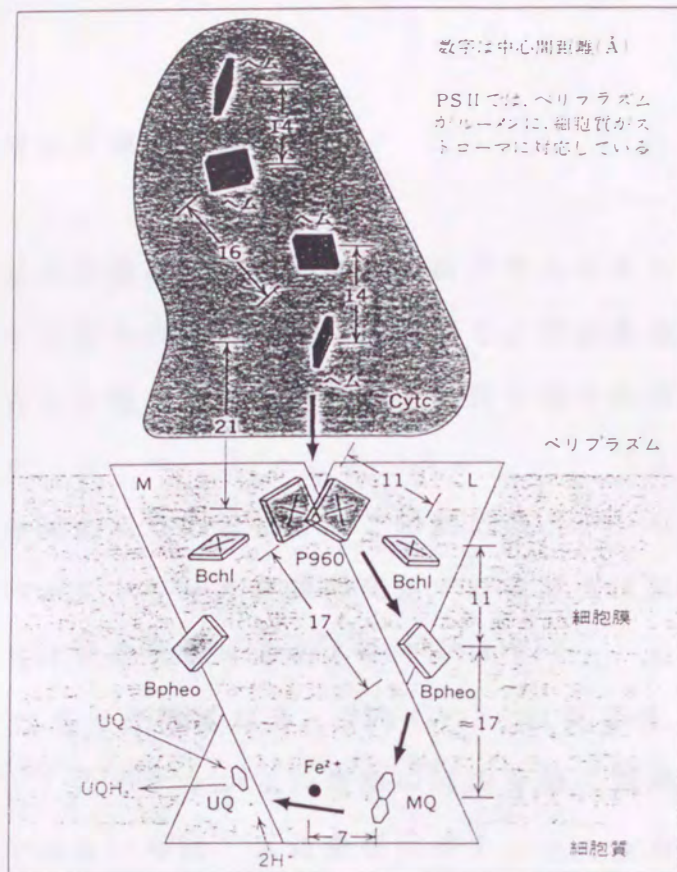 数字は中心間距離(Å)
PSIIでは,ペリプラズム
がルーメンに,細胞質がス
トローマに対応している
ヘム
14
ヘム
16
ヘム
14
ヘム
Cytc
21
ペリプラズム
M
L
11
P960
Bchl
Bchl
11
17
細胞膜
Bpheo
Bpheo
≈17
UQ
UQH₂
UQ
Fe²⁺
MQ
7
2H⁺
細胞質